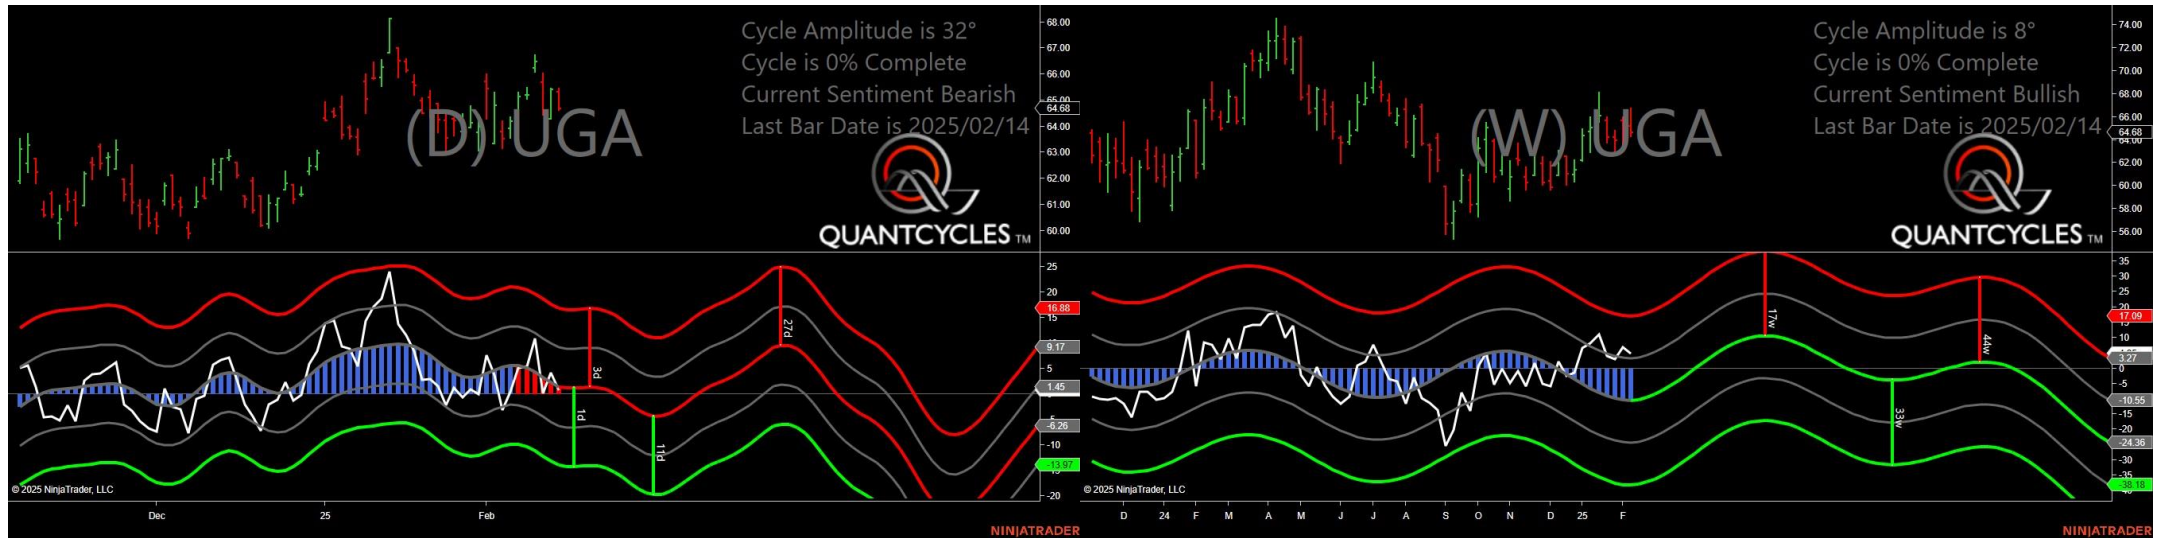 Cycle Amplitude is 32°
Cycle is 0% Complete
Current Sentiment Bearish
Last Bar Date is 2025/02/14
(D) UGA
QUANTCYCLES TM
68.00
67.00
66.00
65.00
64.68
64.00
63.00
62.00
61.00
60.00
25
20
16.88
15
9.17
5
1.45
-6.26
-10
-13.97
-20
3d
1d
11d
27d
© 2025 NinjaTrader, LLC
Dec
25
Feb
NINJATRADER
Cycle Amplitude is 8°
Cycle is 0% Complete
Current Sentiment Bullish
Last Bar Date is 2025/02/14
(W) UGA
QUANTCYCLES TM
74.00
72.00
70.00
68.00
66.00
64.68
64.00
62.00
60.00
58.00
56.00
35
30
25
20
17.09
10
3.27
0
-5
-10.55
-15
-20
-24.36
-30
-35
-38.18
17w
33w
44w
© 2025 NinjaTrader, LLC
D 24 F M A M J J A S O N D 25 F
NINJATRADER